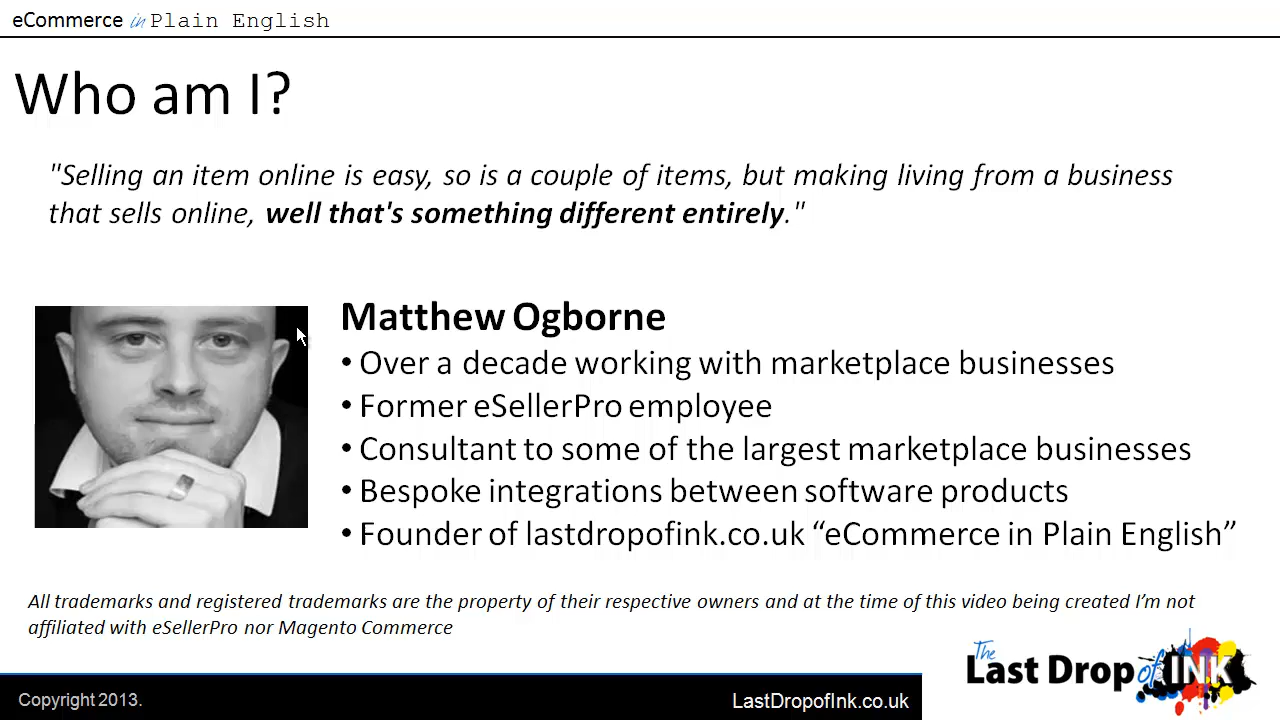 eCommerce in Plain English
Who am I?
"Selling an item online is easy, so is a couple of items, but making living from a business
that sells online, well that's something different entirely."
Matthew Ogborne
• Over a decade working with marketplace businesses
• Former eSellerPro employee
• Consultant to some of the largest marketplace businesses
• Bespoke integrations between software products
• Founder of lastdropofink.co.uk “eCommerce in Plain English”
All trademarks and registered trademarks are the property of their respective owners and at the time of this video being created I’m not
affiliated with eSellerPro nor Magento Commerce
The
Last Drop of INK
Copyright 2013.
LastDropofInk.co.uk